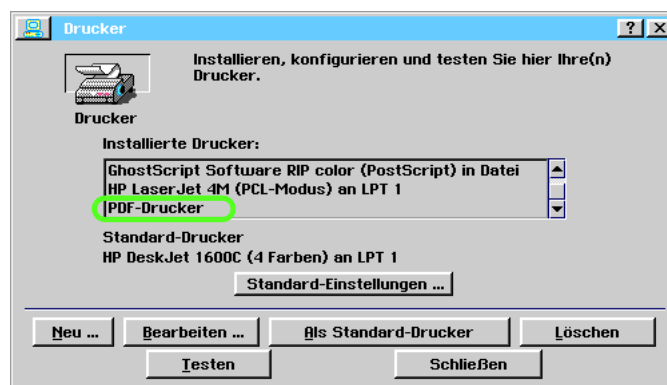 Drucker
?
X
Installieren, konfigurieren und testen Sie hier Ihre(n)
Drucker.
Drucker
Installierte Drucker:
GhostScript Software RIP color (PostScript) in Datei
HP LaserJet 4M (PCL-Modus) an LPT 1
PDF-Drucker
Standard-Drucker
HP DeskJet 1600C (4 Farben) an LPT 1
Standard-Einstellungen ...
Neu ... Bearbeiten ... Als Standard-Drucker Löschen
Testen Schließen